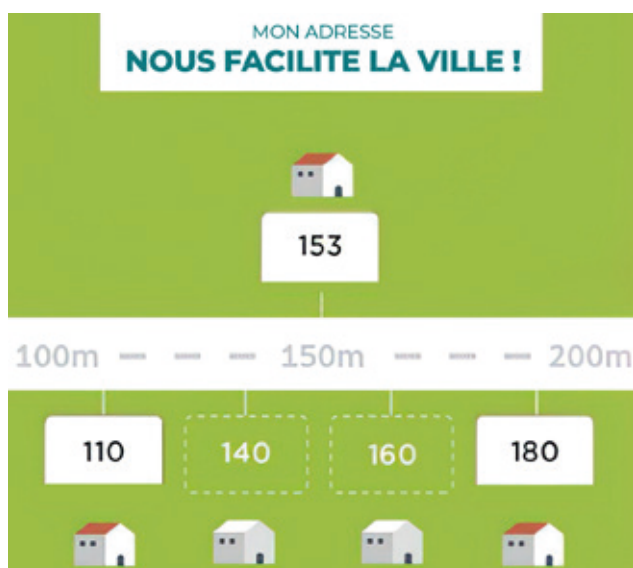 MON ADRESSE
NOUS FACILITE LA VILLE !
153
100m 150m 200m
110 140 160 180